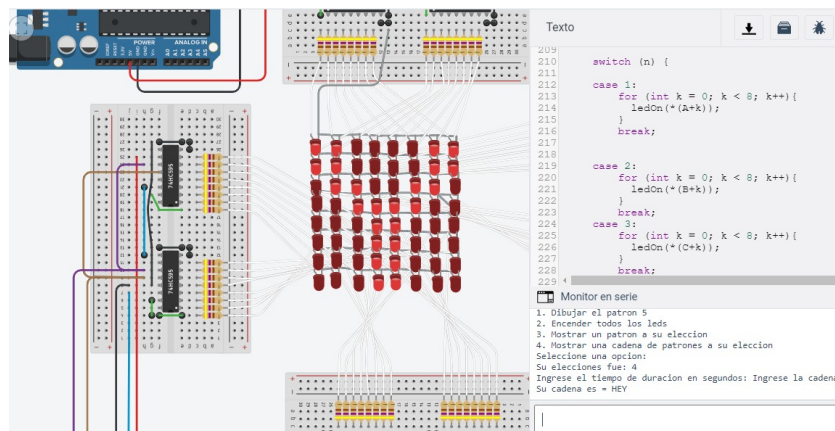 Texto
POWER
ANALOG IN
74HC595
74HC595
209
210 switch (n) {
211
212 case 1:
213 for (int k = 0; k < 8; k++){
214 ledOn(*(A+k));
215 }
216 break;
217
218
219 case 2:
220 for (int k = 0; k < 8; k++){
221 ledOn(*(B+k));
222 }
223 break;
224 case 3:
225 for (int k = 0; k < 8; k++){
226 ledOn(*(C+k));
227 }
228 break;
229
Monitor en serie
1. Dibujar el patron 5
2. Encender todos los leds
3. Mostrar un patron a su eleccion
4. Mostrar una cadena de patrones a su eleccion
Seleccione una opcion:
Su elecciones fue: 4
Ingrese el tiempo de duracion en segundos: Ingrese la cadena
Su cadena es = HEY